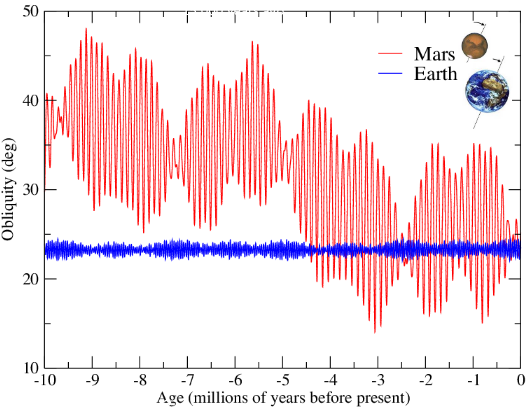 50
40
30
20
10
Obliquity (deg)
Mars
Earth
-10 -9 -8 -7 -6 -5 -4 -3 -2 -1 0
Age (millions of years before present)